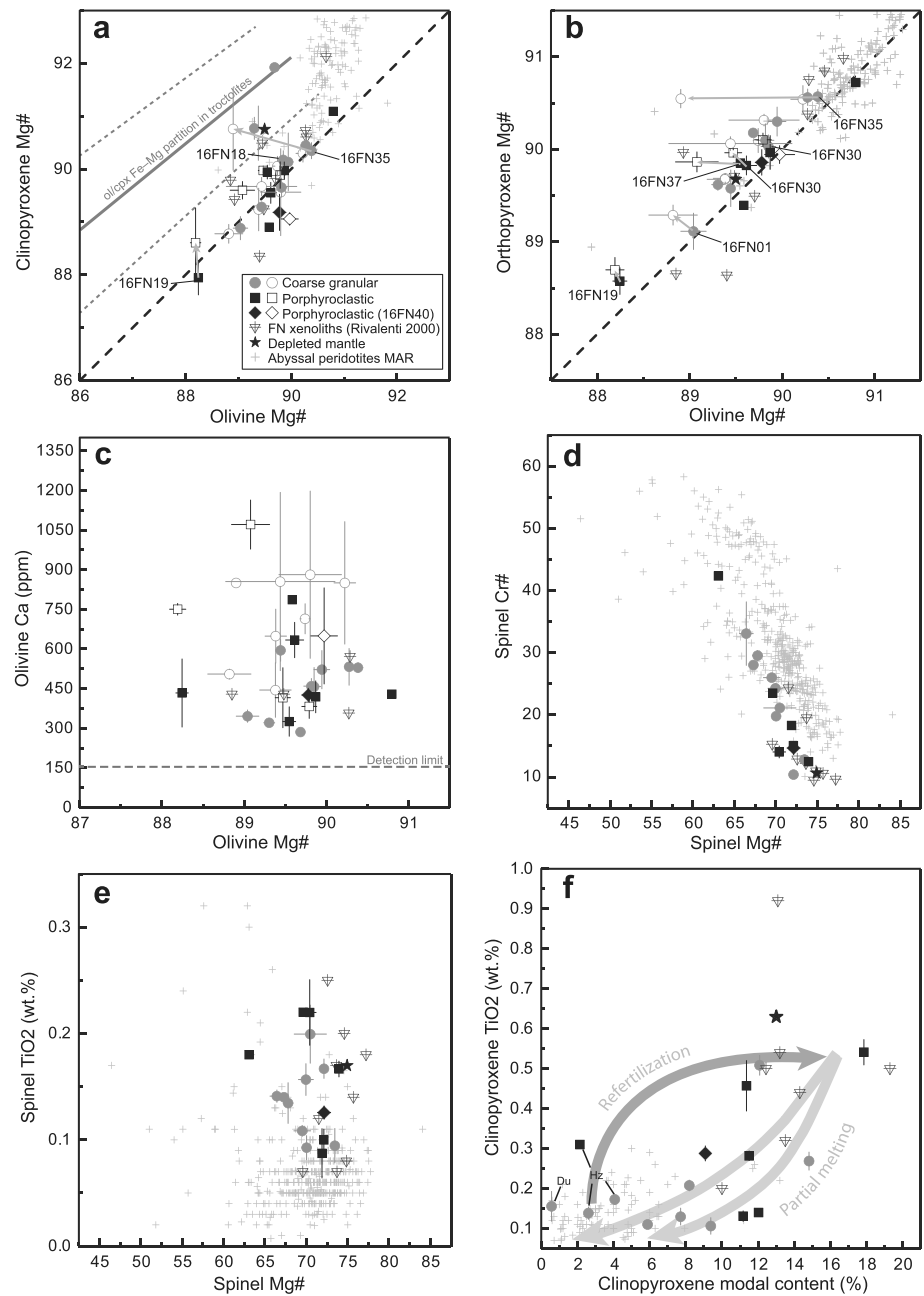 a
Clinopyroxene Mg#
92
90
88
86
ol/cpx Fe–Mg partition in troctolites
16FN18
16FN35
16FN19
Coarse granular
Porphyroclastic
Porphyroclastic (16FN40)
FN xenoliths (Rivalenti 2000)
Depleted mantle
Abyssal peridotites MAR
86 88 90 92
Olivine Mg#
b
Orthopyroxene Mg#
91
90
89
88
16FN35
16FN30
16FN37
16FN30
16FN01
16FN19
88 89 90 91
Olivine Mg#
c
Olivine Ca (ppm)
1350
1200
1050
900
750
600
450
300
150
0
Detection limit
87 88 89 90 91
Olivine Mg#
d
Spinel Cr#
60
50
40
30
20
10
45 50 55 60 65 70 75 80 85
Spinel Mg#
e
Spinel TiO2 (wt.%)
0.3
0.2
0.1
0.0
45 50 55 60 65 70 75 80 85
Spinel Mg#
f
Clinopyroxene TiO2 (wt.%)
1.0
0.9
0.8
0.7
0.6
0.5
0.4
0.3
0.2
0.1
Refertilization
Partial melting
Du
Hz
0 2 4 6 8 10 12 14 16 18 20
Clinopyroxene modal content (%)